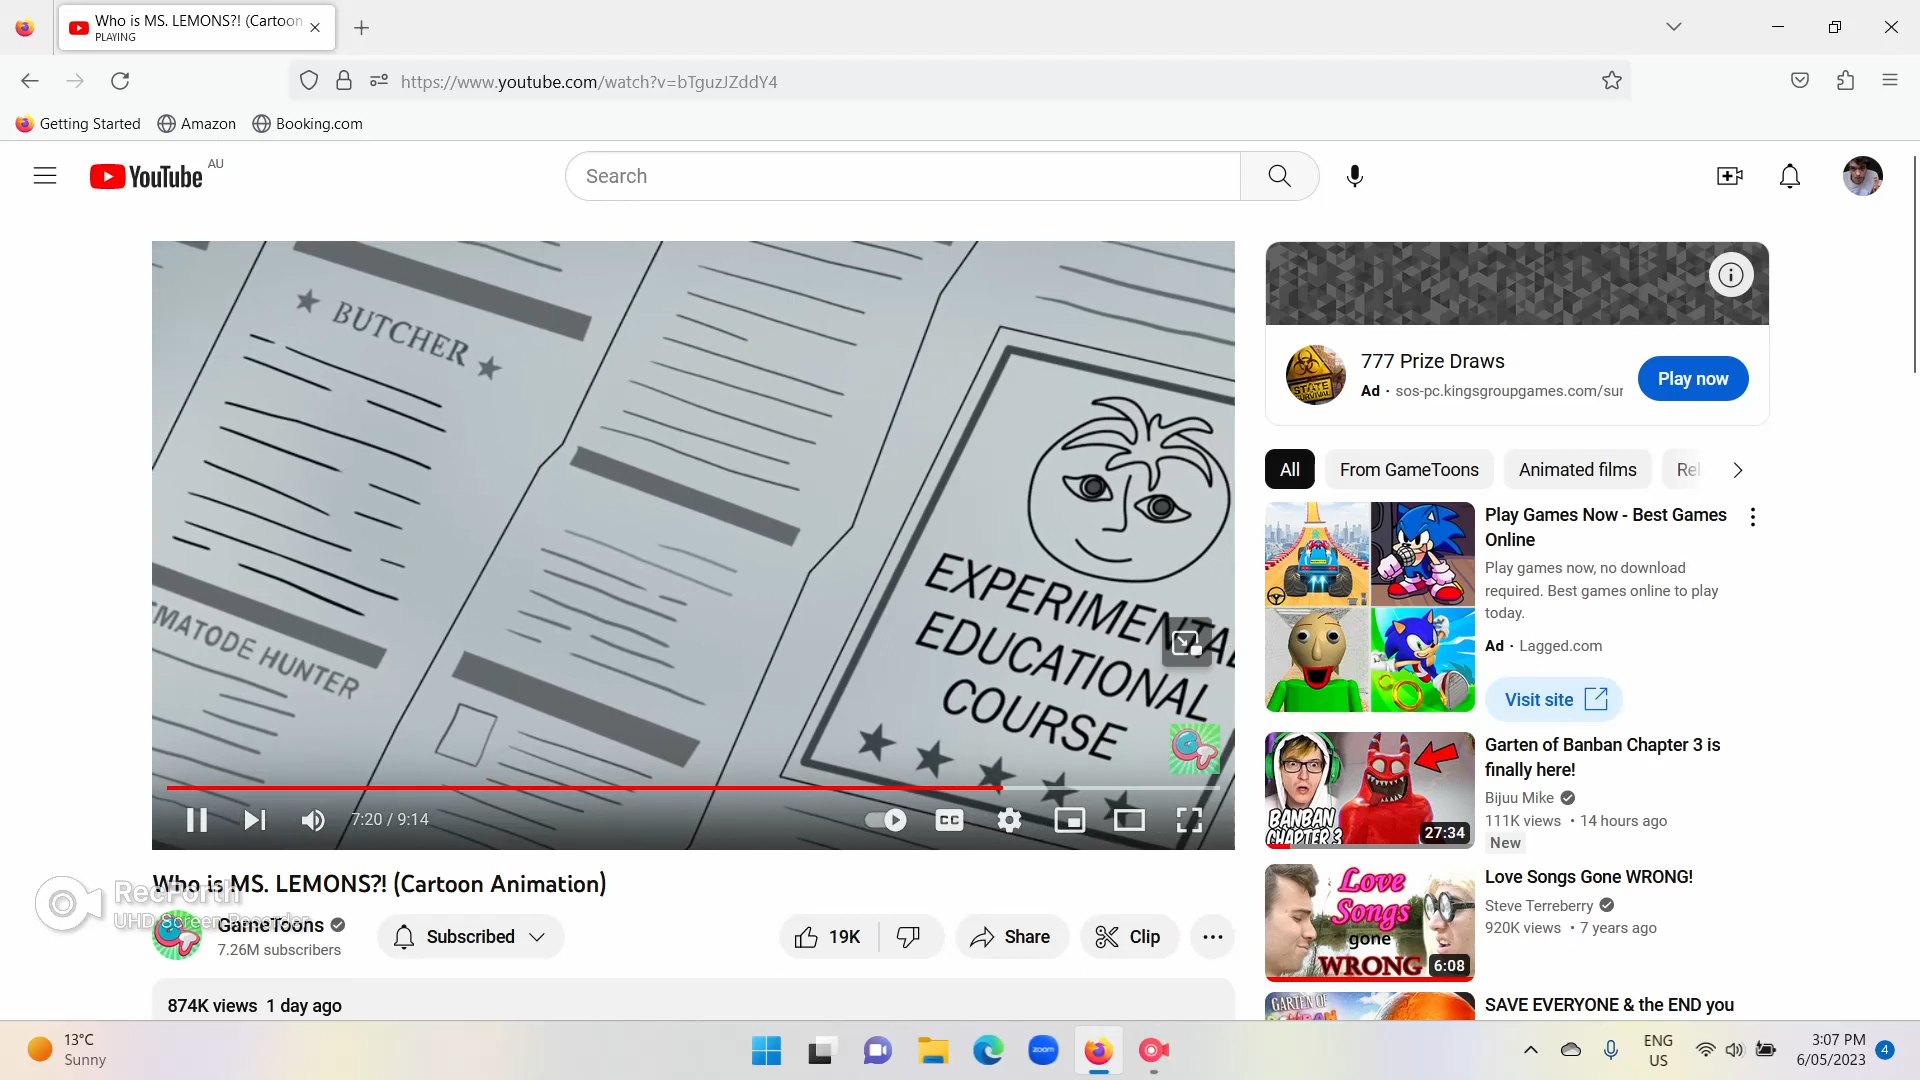 Who is MS. LEMONS?! (Cartoon
PLAYING
https://www.youtube.com/watch?v=bTguzJZddY4
Getting Started
Amazon
Booking.com
YouTube
AU
Search
★ BUTCHER ★
MATODE HUNTER
EXPERIMENTAL
EDUCATIONAL
COURSE
GT
7:20 / 9:14
CC
Who is MS. LEMONS?! (Cartoon Animation)
RecForth
UHD Screen Recorder
GameToons
7.26M subscribers
Subscribed
19K
Share
Clip
874K views 1 day ago
STATE
SURVIVAL
777 Prize Draws
Ad · sos-pc.kingsgroupgames.com/sur
Play now
All
From GameToons
Animated films
Rel
Play Games Now - Best Games
Online
Play games now, no download
required. Best games online to play
today.
Ad · Lagged.com
Visit site
BANBAN
CHAPTER 3
27:34
Garten of Banban Chapter 3 is
finally here!
Bijuu Mike
111K views • 14 hours ago
New
Love
Songs
gone
WRONG
6:08
Love Songs Gone WRONG!
Steve Terreberry
920K views • 7 years ago
GARTEN OF
SAVE EVERYONE & the END you
13°C
Sunny
zoom
ENG
US
3:07 PM
6/05/2023
4